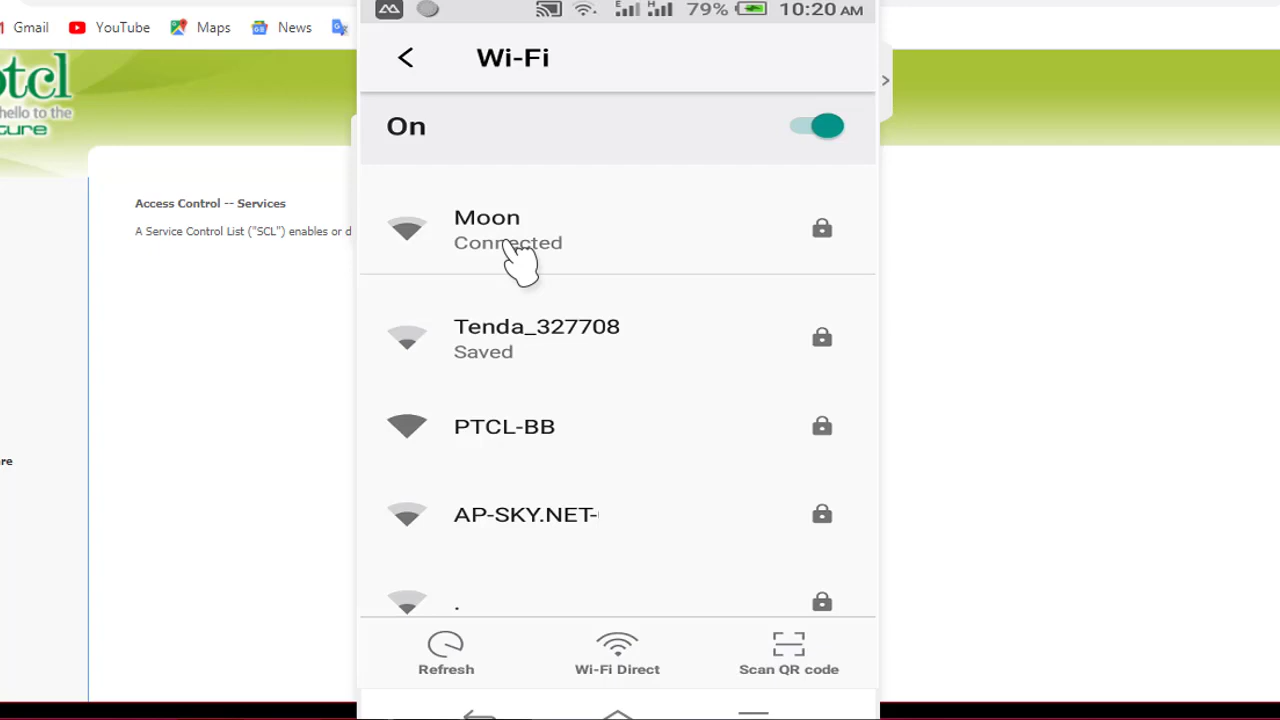 79% 10:20 AM
Gmail YouTube Maps News
Wi-Fi
ptcl
hello to the
On
Access Control -- Services
A Service Control List ("SCL") enables or d
Moon
Connected
Tenda_327708
Saved
PTCL-BB
AP-SKY.NET-
.
Refresh Wi-Fi Direct Scan QR code